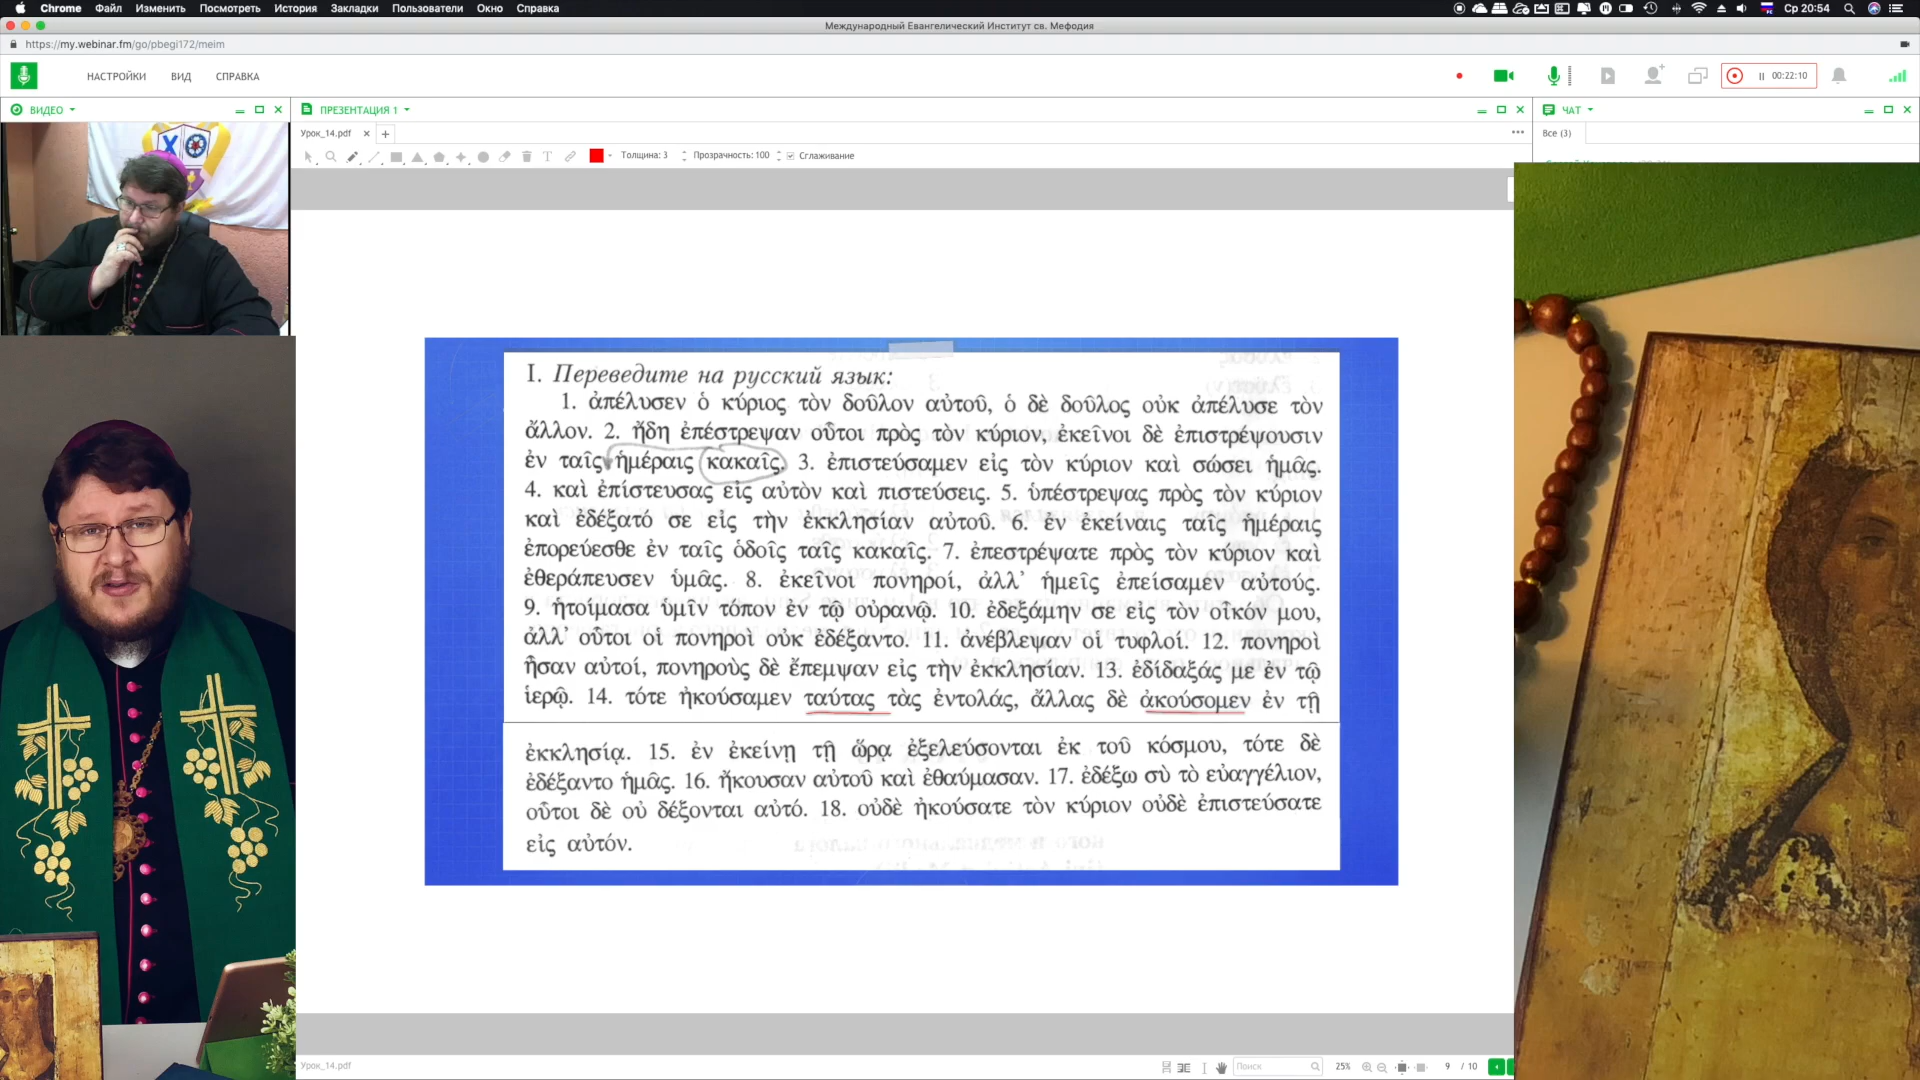 Chrome Файл Изменить Посмотреть История Закладки Пользователи Окно Справка
Ср 20:54
Международный Евангелический Институт св. Мефодия
https://my.webinar.fm/go/pbegi172/meim
НАСТРОЙКИ ВИД СПРАВКА
00:22:10
ВИДЕО
ПРЕЗЕНТАЦИЯ 1
ЧАТ
Урок_14.pdf
Все (3)
Толщина: 3 Прозрачность: 100 Сглаживание
I. Переведите на русский язык:
1. ἀπέλυσεν ὁ κύριος τὸν δοῦλον αὐτοῦ, ὁ δὲ δοῦλος οὐκ ἀπέλυσε τὸν
ἄλλον. 2. ἤδη ἐπέστρεψαν οὗτοι πρὸς τὸν κύριον, ἐκεῖνοι δὲ ἐπιστρέψουσιν
ἐν ταῖς ἡμέραις κακαῖς. 3. ἐπιστεύσαμεν εἰς τὸν κύριον καὶ σώσει ἡμᾶς.
4. καὶ ἐπίστευσας εἰς αὐτὸν καὶ πιστεύσεις. 5. ὑπέστρεψας πρὸς τὸν κύριον
καὶ ἐδέξατό σε εἰς τὴν ἐκκλησίαν αὐτοῦ. 6. ἐν ἐκείναις ταῖς ἡμέραις
ἐπορεύεσθε ἐν ταῖς ὁδοῖς ταῖς κακαῖς. 7. ἐπεστρέψατε πρὸς τὸν κύριον καὶ
ἐθεράπευσεν ὑμᾶς. 8. ἐκεῖνοι πονηροί, ἀλλ' ἡμεῖς ἐπείσαμεν αὐτούς.
9. ἡτοίμασα ὑμῖν τόπον ἐν τῷ οὐρανῷ. 10. ἐδεξάμην σε εἰς τὸν οἶκόν μου,
ἀλλ' οὗτοι οἱ πονηροὶ οὐκ ἐδέξαντο. 11. ἀνέβλεψαν οἱ τυφλοί. 12. πονηροὶ
ἦσαν αὐτοί, πονηροὺς δὲ ἔπεμψαν εἰς τὴν ἐκκλησίαν. 13. ἐδίδαξάς με ἐν τῷ
ἱερῷ. 14. τότε ἠκούσαμεν ταύτας τὰς ἐντολάς, ἄλλας δὲ ἀκούσομεν ἐν τῇ
ἐκκλησίᾳ. 15. ἐν ἐκείνῃ τῇ ὥρᾳ ἐξελεύσονται ἐκ τοῦ κόσμου, τότε δὲ
ἐδέξαντο ἡμᾶς. 16. ἤκουσαν αὐτοῦ καὶ ἐθαύμασαν. 17. ἐδέξω σὺ τὸ εὐαγγέλιον,
οὗτοι δὲ οὐ δέξονται αὐτό. 18. οὐδὲ ἠκούσατε τὸν κύριον οὐδὲ ἐπιστεύσατε
εἰς αὐτόν.
Урок_14.pdf
Поиск
25%
9 / 10